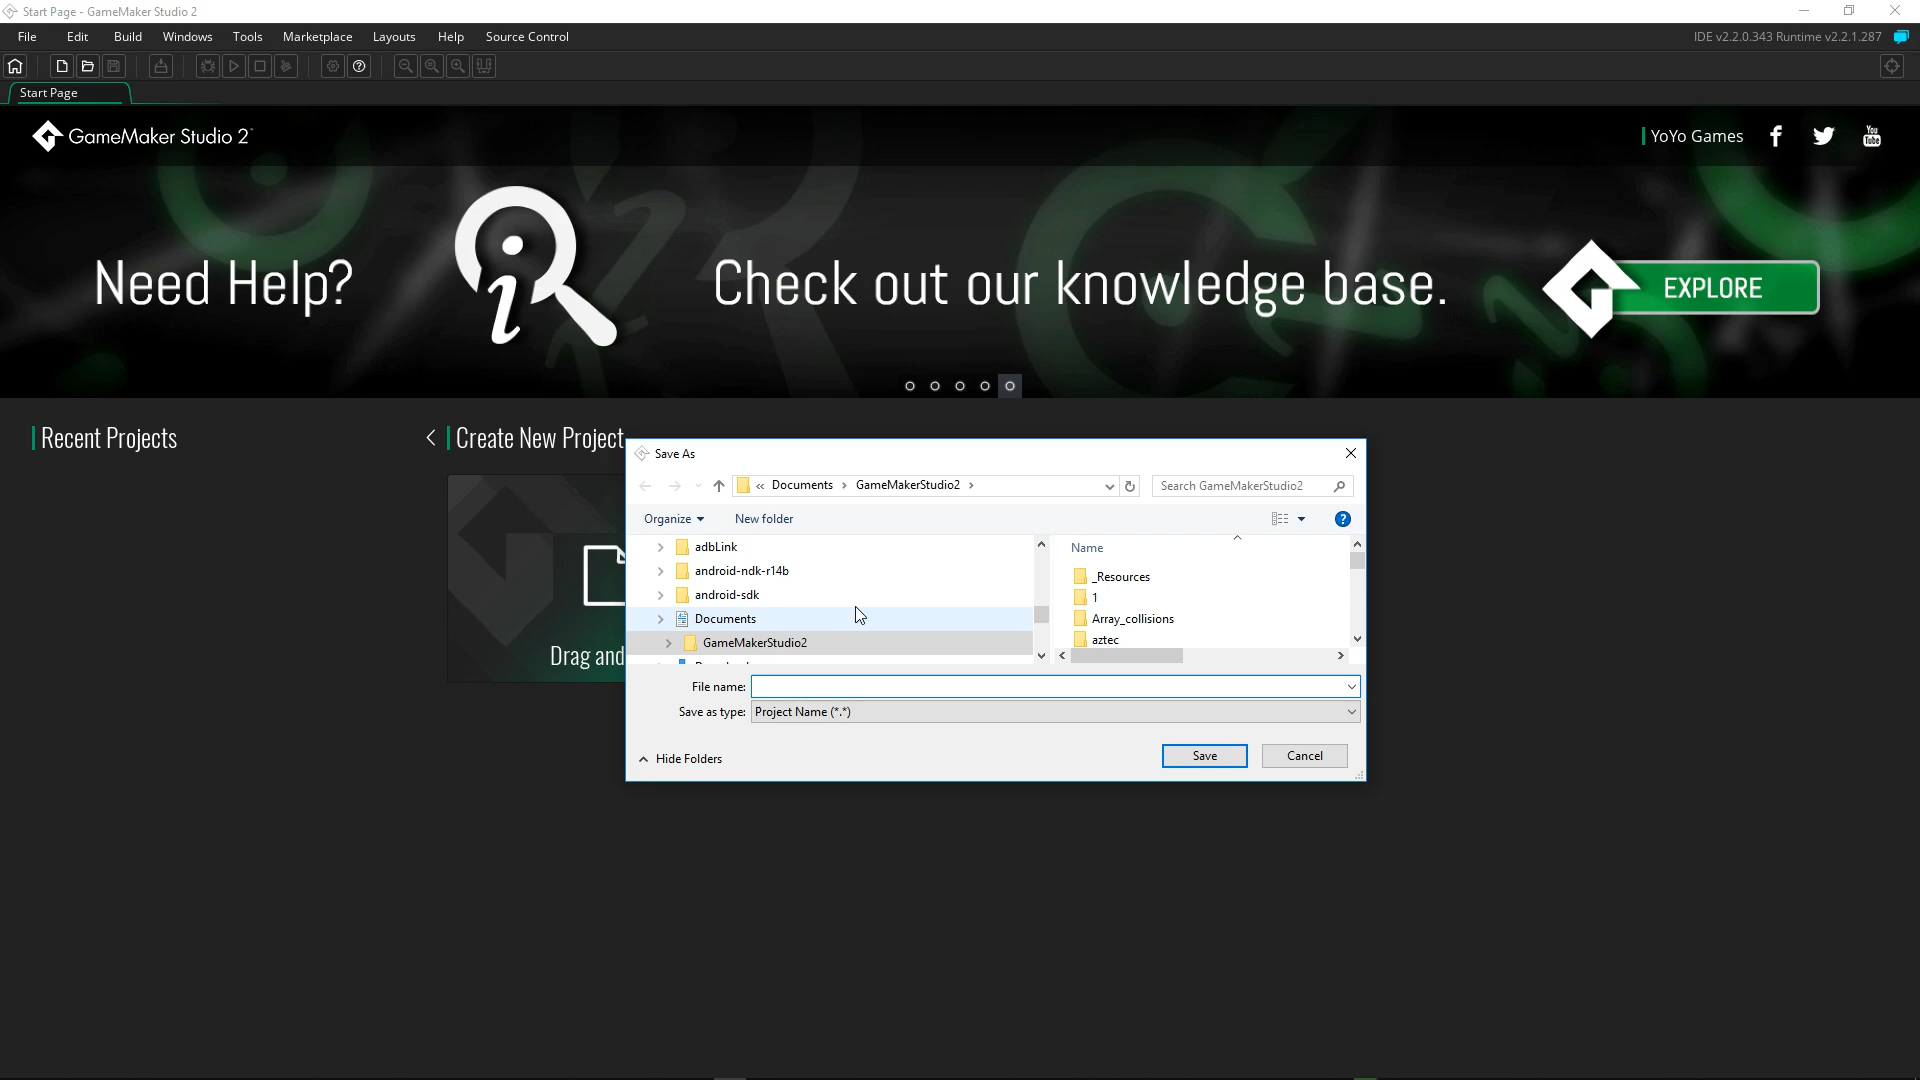 Start Page - GameMaker Studio 2
File Edit Build Windows Tools Marketplace Layouts Help Source Control
IDE v2.2.0.343 Runtime v2.2.1.287
Start Page
GameMaker Studio 2
YoYo Games
You Tube
Need Help?
Check out our knowledge base.
EXPLORE
Recent Projects
Create New Project
Drag and
Save As
« Documents › GameMakerStudio2 ›
Search GameMakerStudio2
Organize
New folder
adbLink
android-ndk-r14b
android-sdk
Documents
GameMakerStudio2
Name
_Resources
1
Array_collisions
aztec
File name:
Save as type: Project Name (*.*)
Hide Folders
Save
Cancel